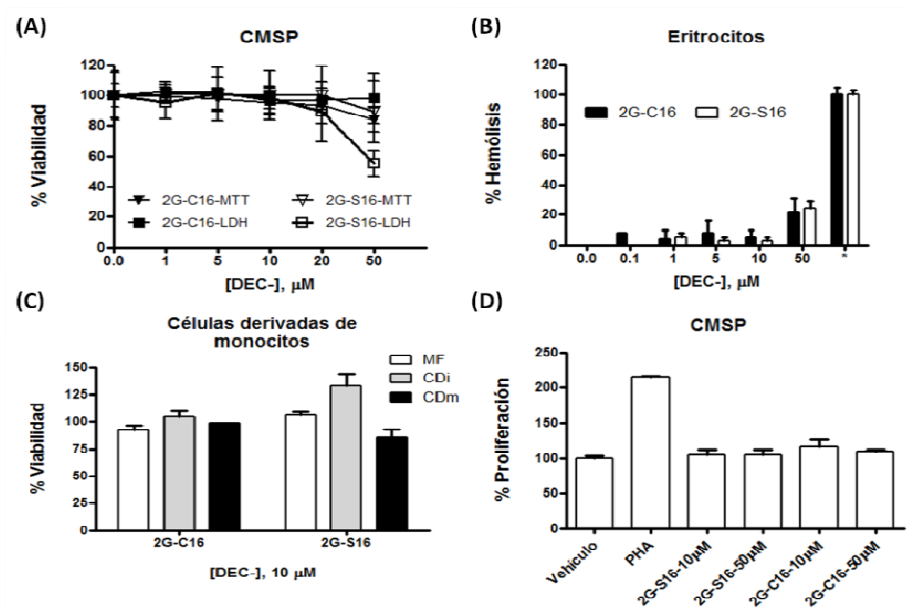 (A)
CMSP
% Viabilidad
120
100
80
60
40
20
0
2G-C16-MTT
2G-S16-MTT
2G-C16-LDH
2G-S16-LDH
0.0 1 5 10 20 50
[DEC-], µM
(B)
Eritrocitos
% Hemólisis
120
100
80
60
40
20
0
2G-C16 2G-S16
0.0 0.1 1 5 10 50 *
[DEC-], µM
(C)
Células derivadas de
monocitos
% Viabilidad
150
125
100
75
50
25
0
MF
CDi
CDm
2G-C16 2G-S16
[DEC-], 10 µM
(D)
CMSP
% Proliferación
250
200
150
100
50
0
Vehículo
PHA
2G-S16-10µM
2G-S16-50µM
2G-C16-10µM
2G-C16-50µM